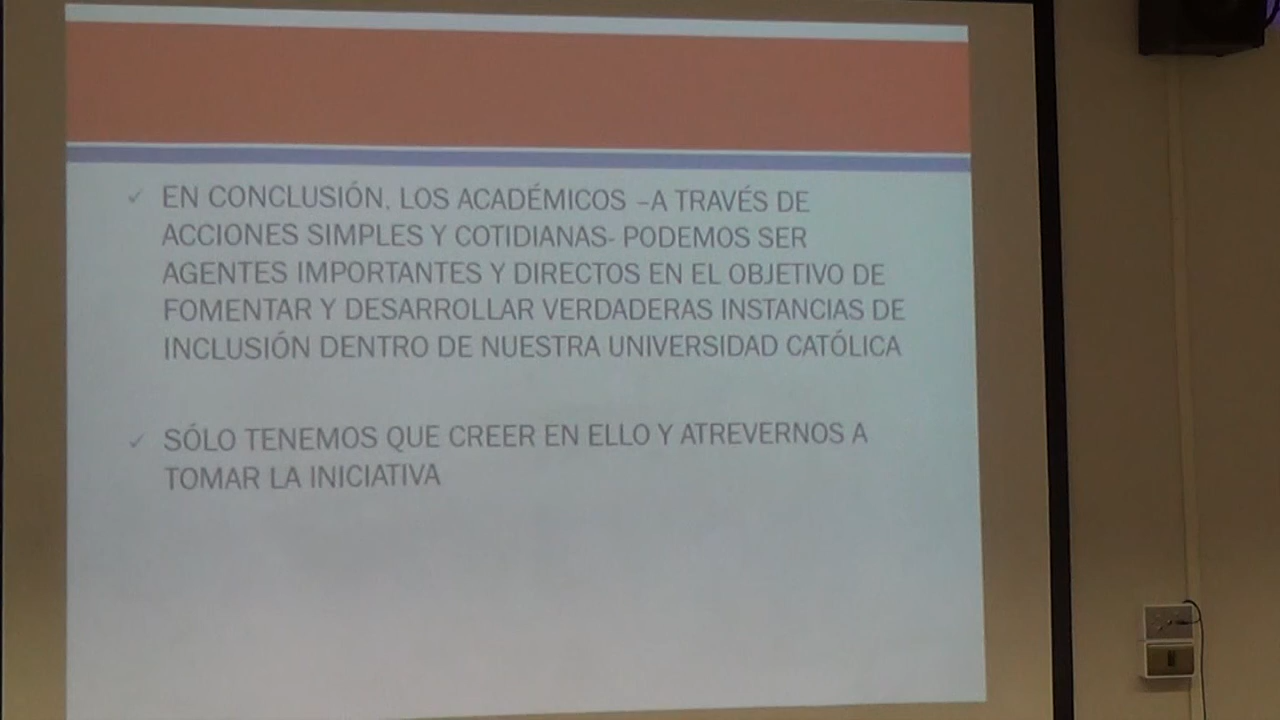 ✓ EN CONCLUSIÓN, LOS ACADÉMICOS –A TRAVÉS DE
ACCIONES SIMPLES Y COTIDIANAS- PODEMOS SER
AGENTES IMPORTANTES Y DIRECTOS EN EL OBJETIVO DE
FOMENTAR Y DESARROLLAR VERDADERAS INSTANCIAS DE
INCLUSIÓN DENTRO DE NUESTRA UNIVERSIDAD CATÓLICA
✓ SÓLO TENEMOS QUE CREER EN ELLO Y ATREVERNOS A
TOMAR LA INICIATIVA